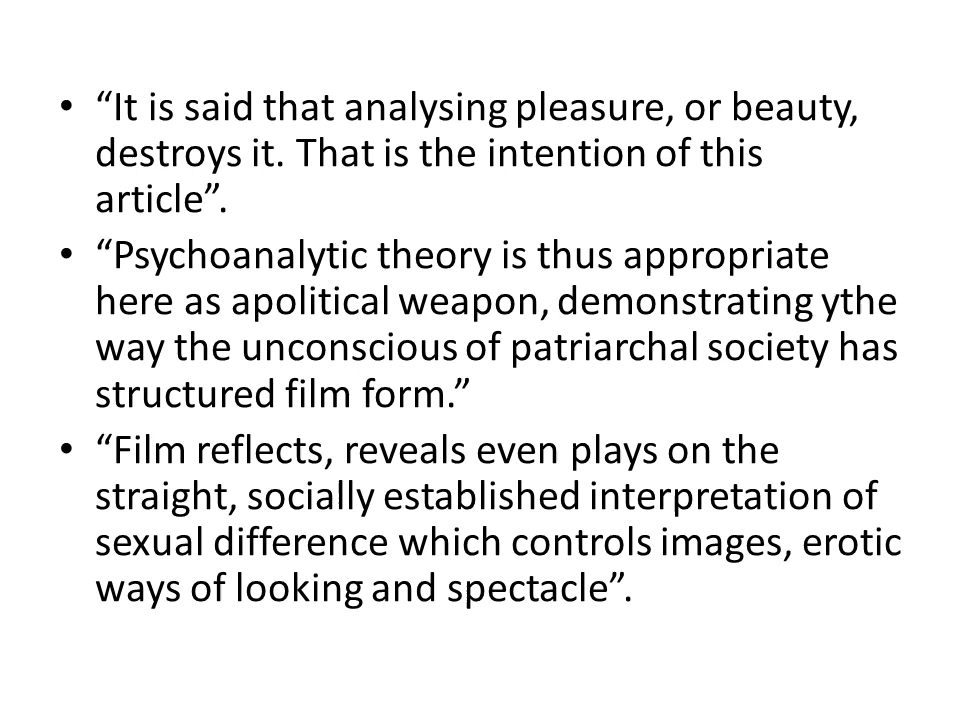 • “It is said that analysing pleasure, or beauty,
destroys it. That is the intention of this
article”.
• “Psychoanalytic theory is thus appropriate
here as apolitical weapon, demonstrating ythe
way the unconscious of patriarchal society has
structured film form.”
• “Film reflects, reveals even plays on the
straight, socially established interpretation of
sexual difference which controls images, erotic
ways of looking and spectacle”.